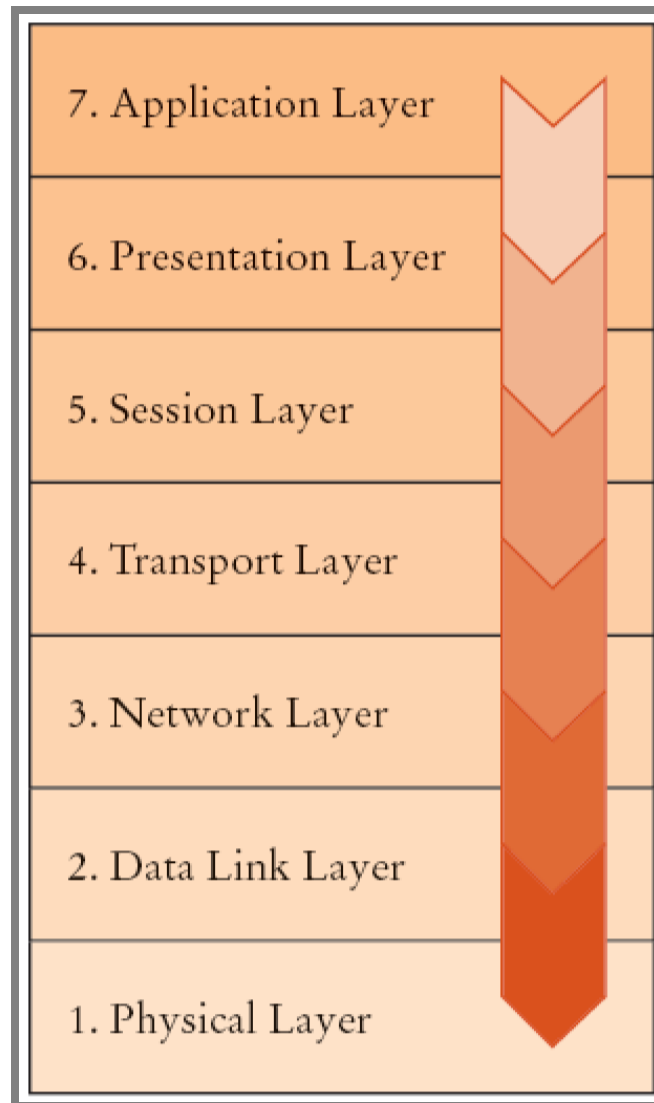 7. Application Layer
6. Presentation Layer
5. Session Layer
4. Transport Layer
3. Network Layer
2. Data Link Layer
1. Physical Layer